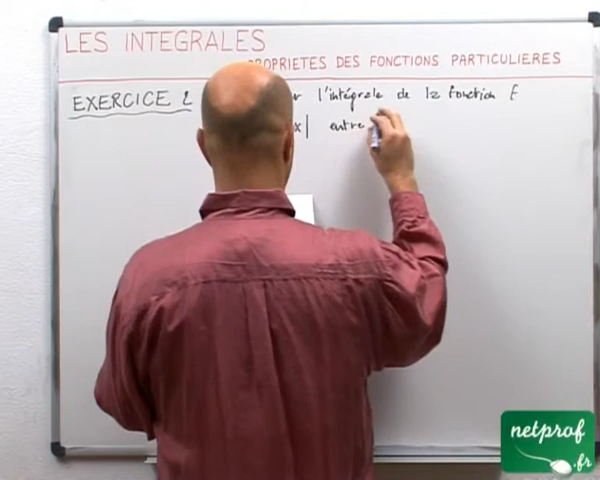 LES INTEGRALES
PROPRIETES DES FONCTIONS PARTICULIERES
EXERCICE 2 r l'intégrale de la fonction f
x| entre
netprof
.fr